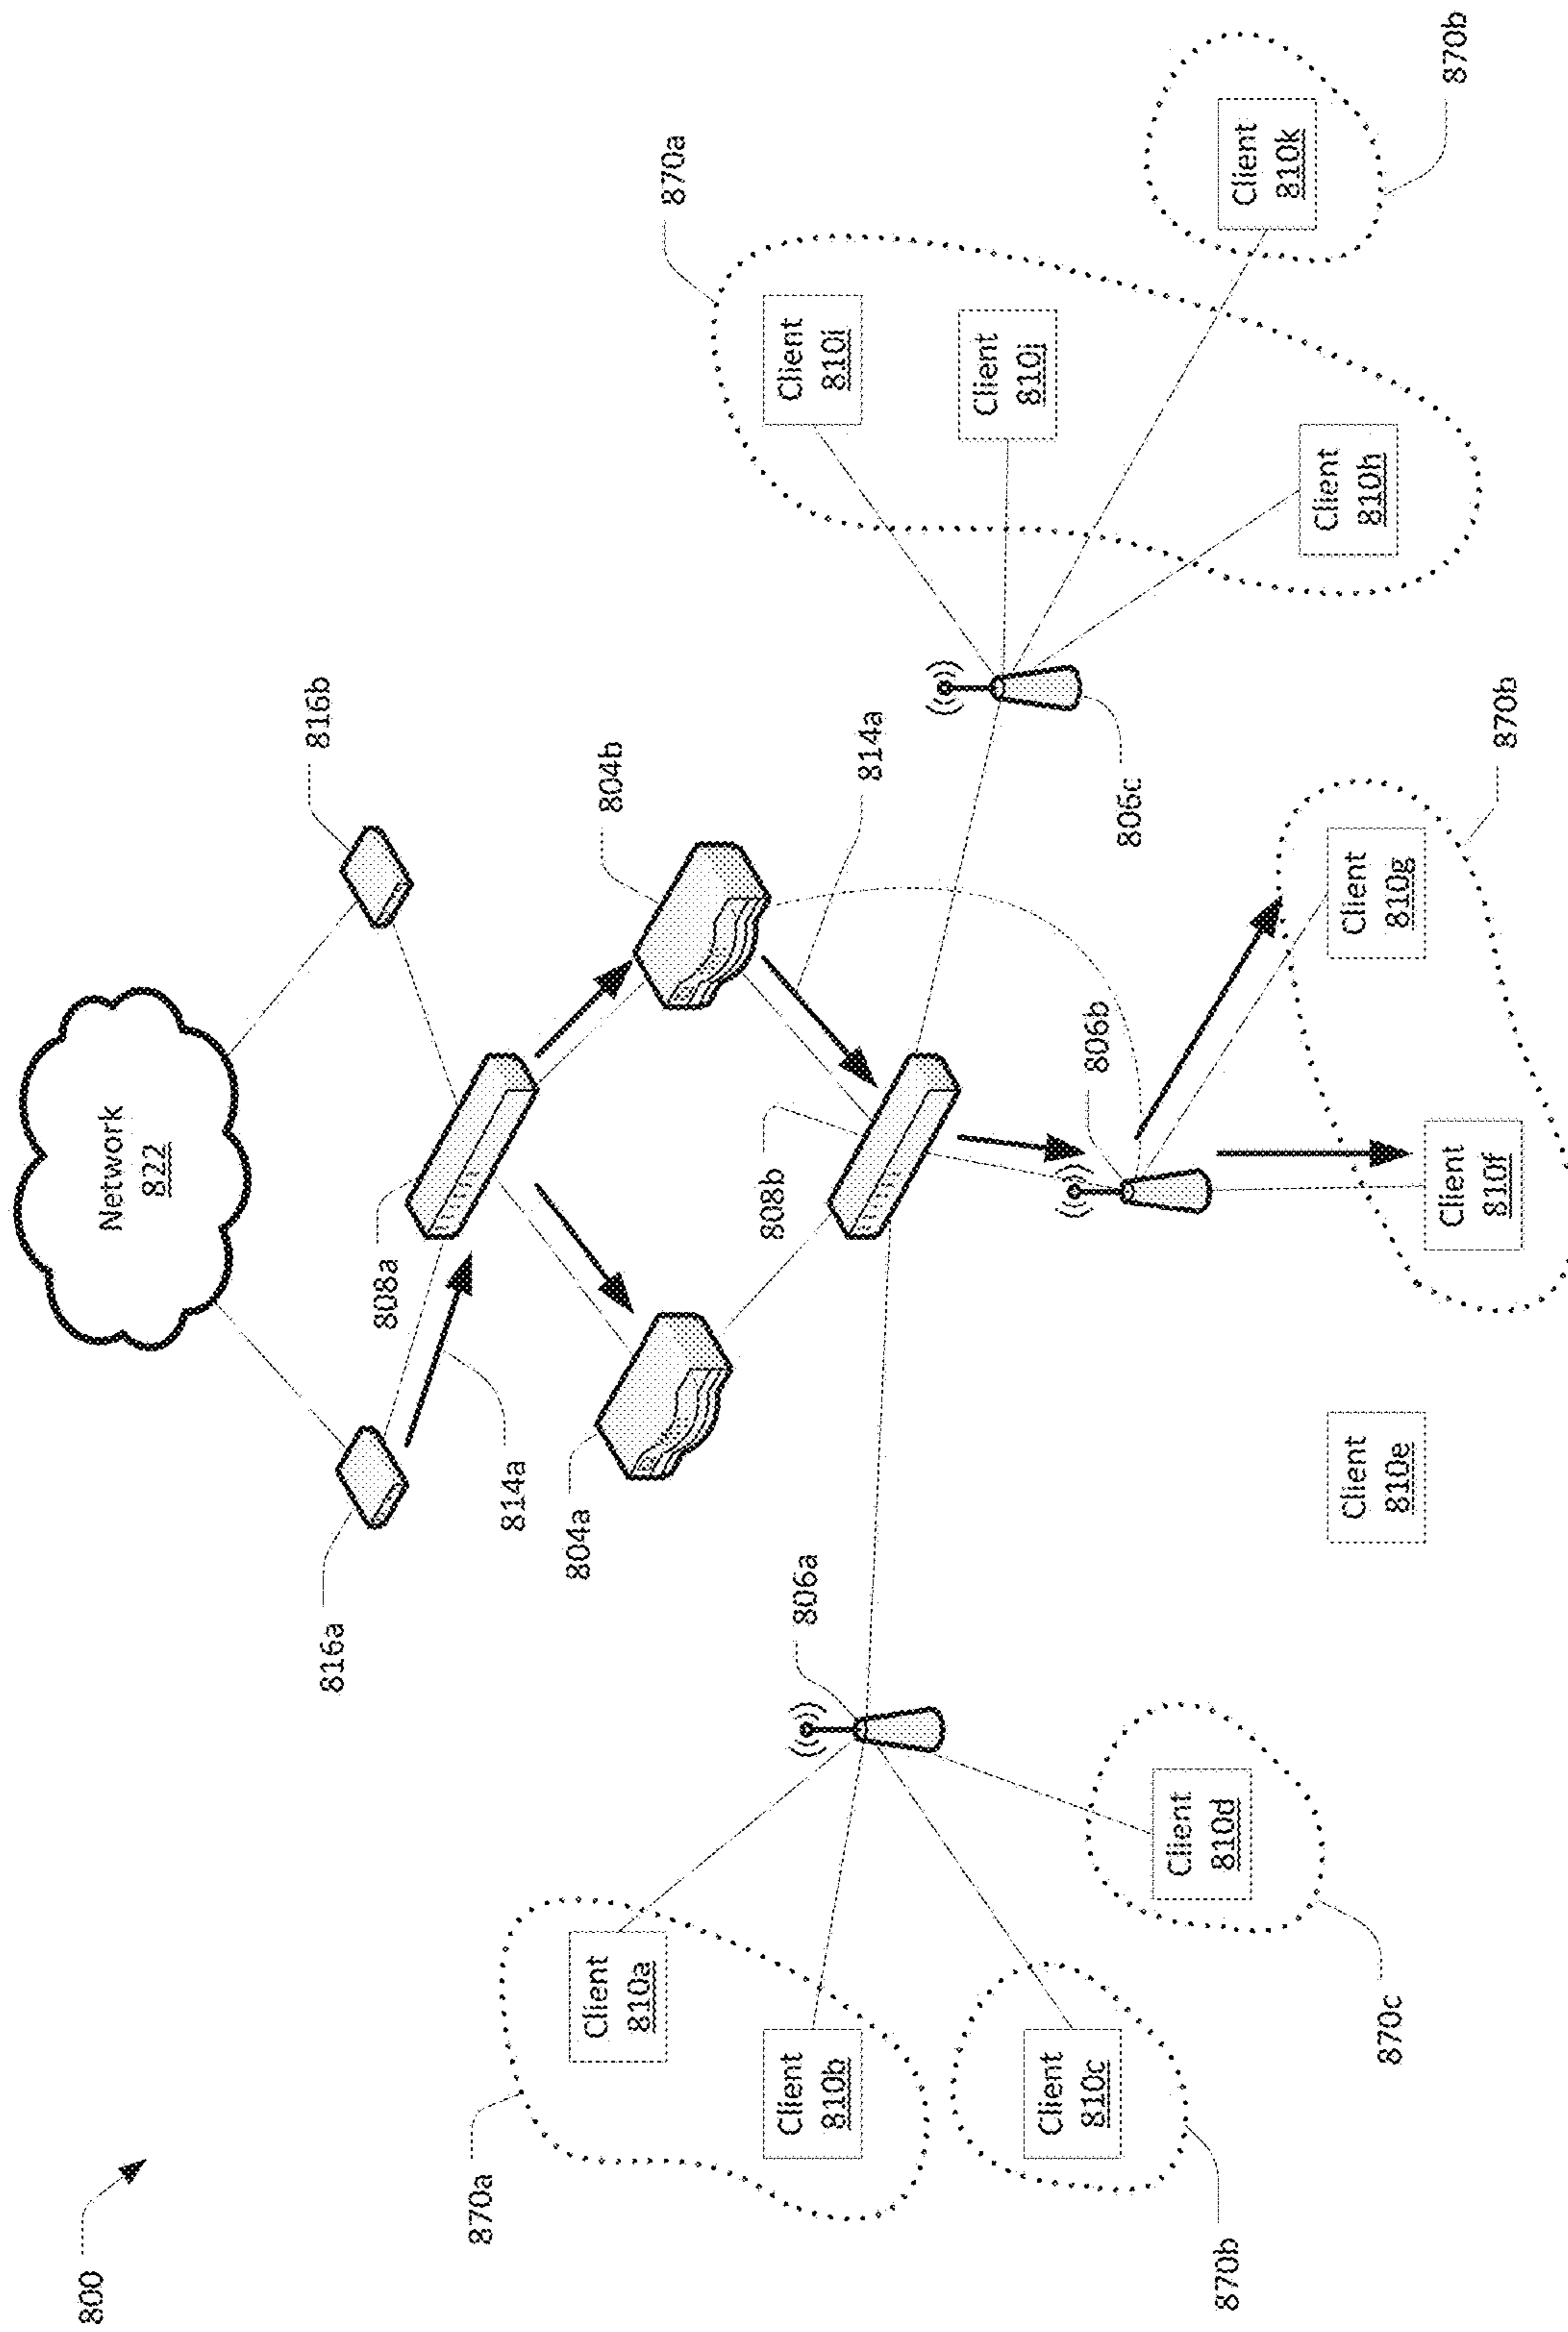 800
Network
822
816a
816b
814a
808a
804a
804b
814a
808b
806a
806b
806c
870a
Client
810a
Client
810b
870b
Client
810c
Client
810d
870c
Client
810e
Client
810f
Client
810g
870b
870a
Client
810i
Client
810j
Client
810h
Client
810k
870b